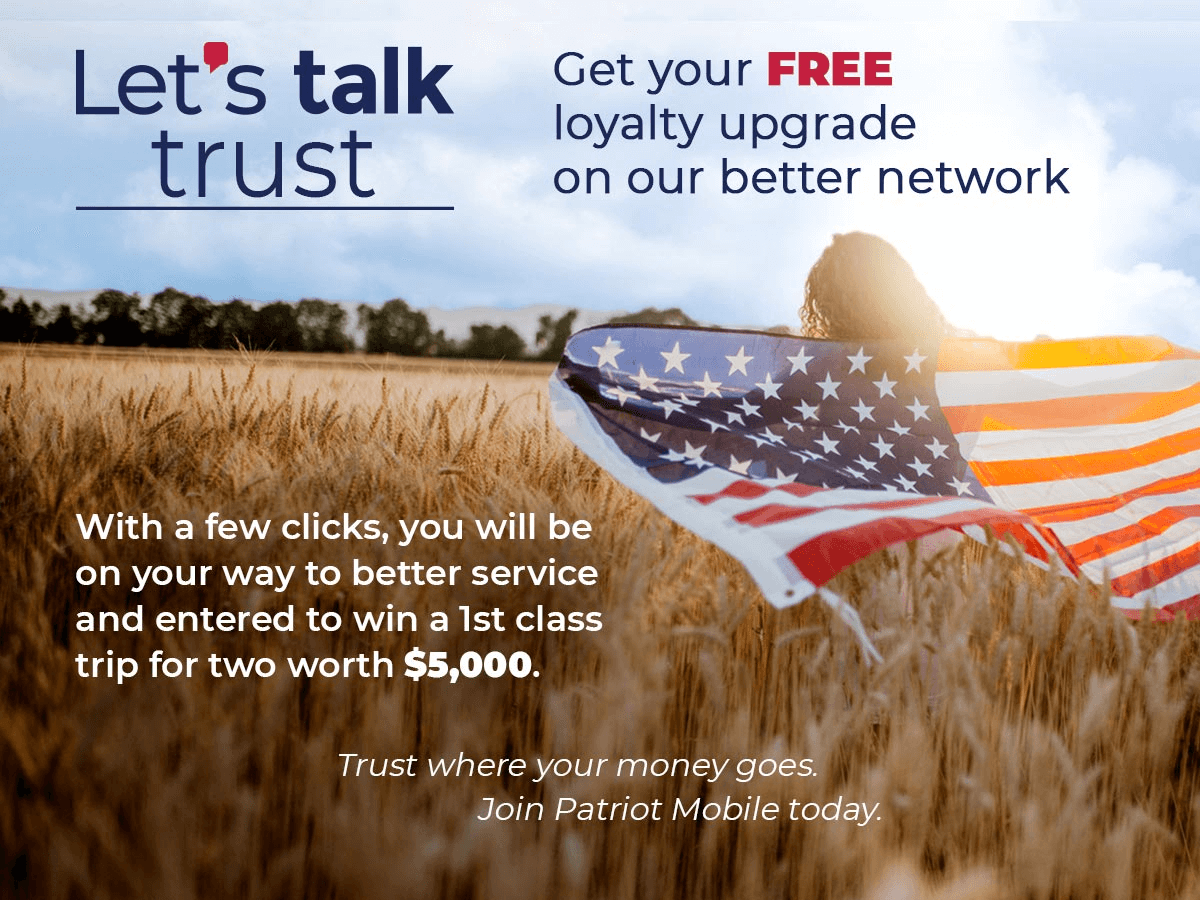 Let's talk
trust
Get your FREE
loyalty upgrade
on our better network
With a few clicks, you will be
on your way to better service
and entered to win a 1st class
trip for two worth $5,000.
Trust where your money goes.
Join Patriot Mobile today.